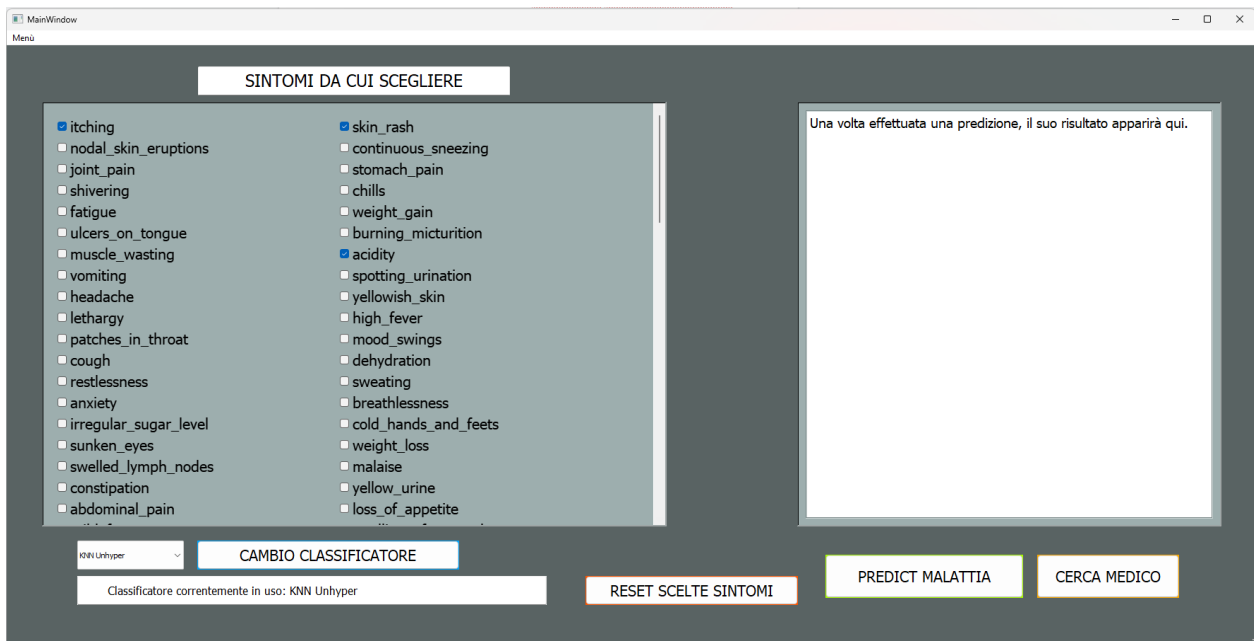 MainWindow
Menù
SINTOMI DA CUI SCEGLIERE
itching
skin_rash
nodal_skin_eruptions
continuous_sneezing
joint_pain
stomach_pain
shivering
chills
fatigue
weight_gain
ulcers_on_tongue
burning_micturition
muscle_wasting
acidity
vomiting
spotting_urination
headache
yellowish_skin
lethargy
high_fever
patches_in_throat
mood_swings
cough
dehydration
restlessness
sweating
anxiety
breathlessness
irregular_sugar_level
cold_hands_and_feets
sunken_eyes
weight_loss
swelled_lymph_nodes
malaise
constipation
yellow_urine
abdominal_pain
loss_of_appetite
Una volta effettuata una predizione, il suo risultato apparirà qui.
KNN Unhyper
CAMBIO CLASSIFICATORE
Classificatore correntemente in uso: KNN Unhyper
RESET SCELTE SINTOMI
PREDICT MALATTIA
CERCA MEDICO